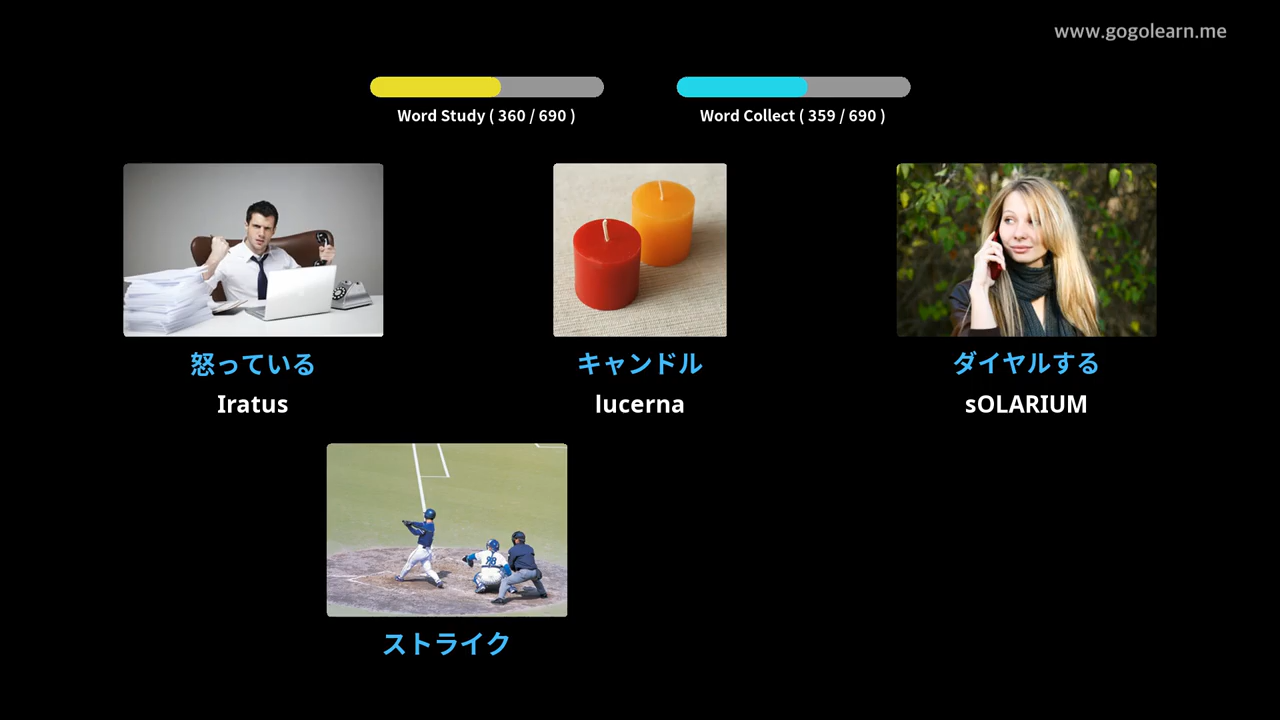 www.gogolearn.me
Word Study ( 360 / 690 )
Word Collect ( 359 / 690 )
怒っている
キャンドル
ダイヤルする
Iratus
lucerna
sOLARIUM
ストライク